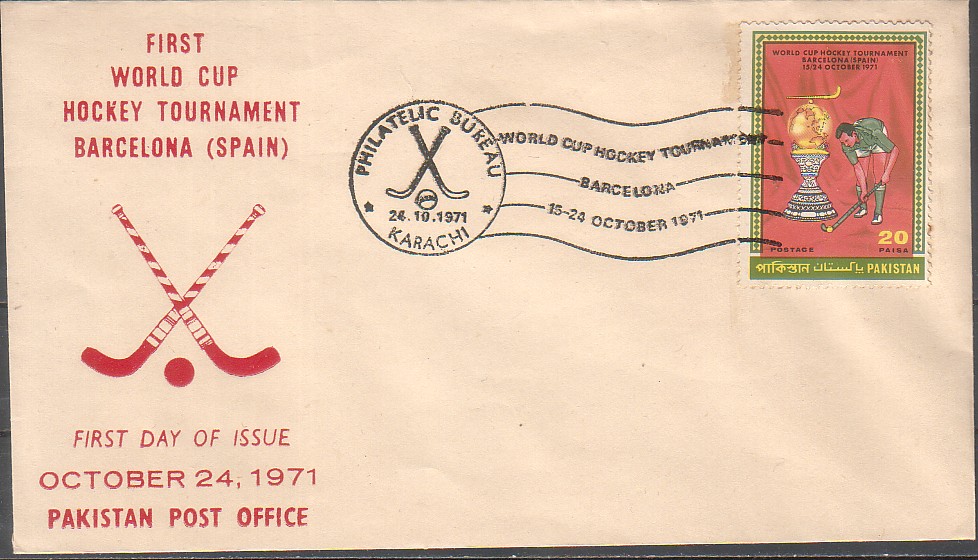 FIRST
WORLD CUP
HOCKEY TOURNAMENT
BARCELONA (SPAIN)
FIRST DAY OF ISSUE
OCTOBER 24, 1971
PAKISTAN POST OFFICE
PHILATELIC BUREAU
24.10.1971
KARACHI
WORLD CUP HOCKEY TOURNAMENT
BARCELONA
15-24 OCTOBER 1971
WORLD CUP HOCKEY TOURNAMENT
BARCELONA (SPAIN)
15/24 OCTOBER 1971
20
POSTAGE PAISA
পাকিস্তান پاکستان PAKISTAN